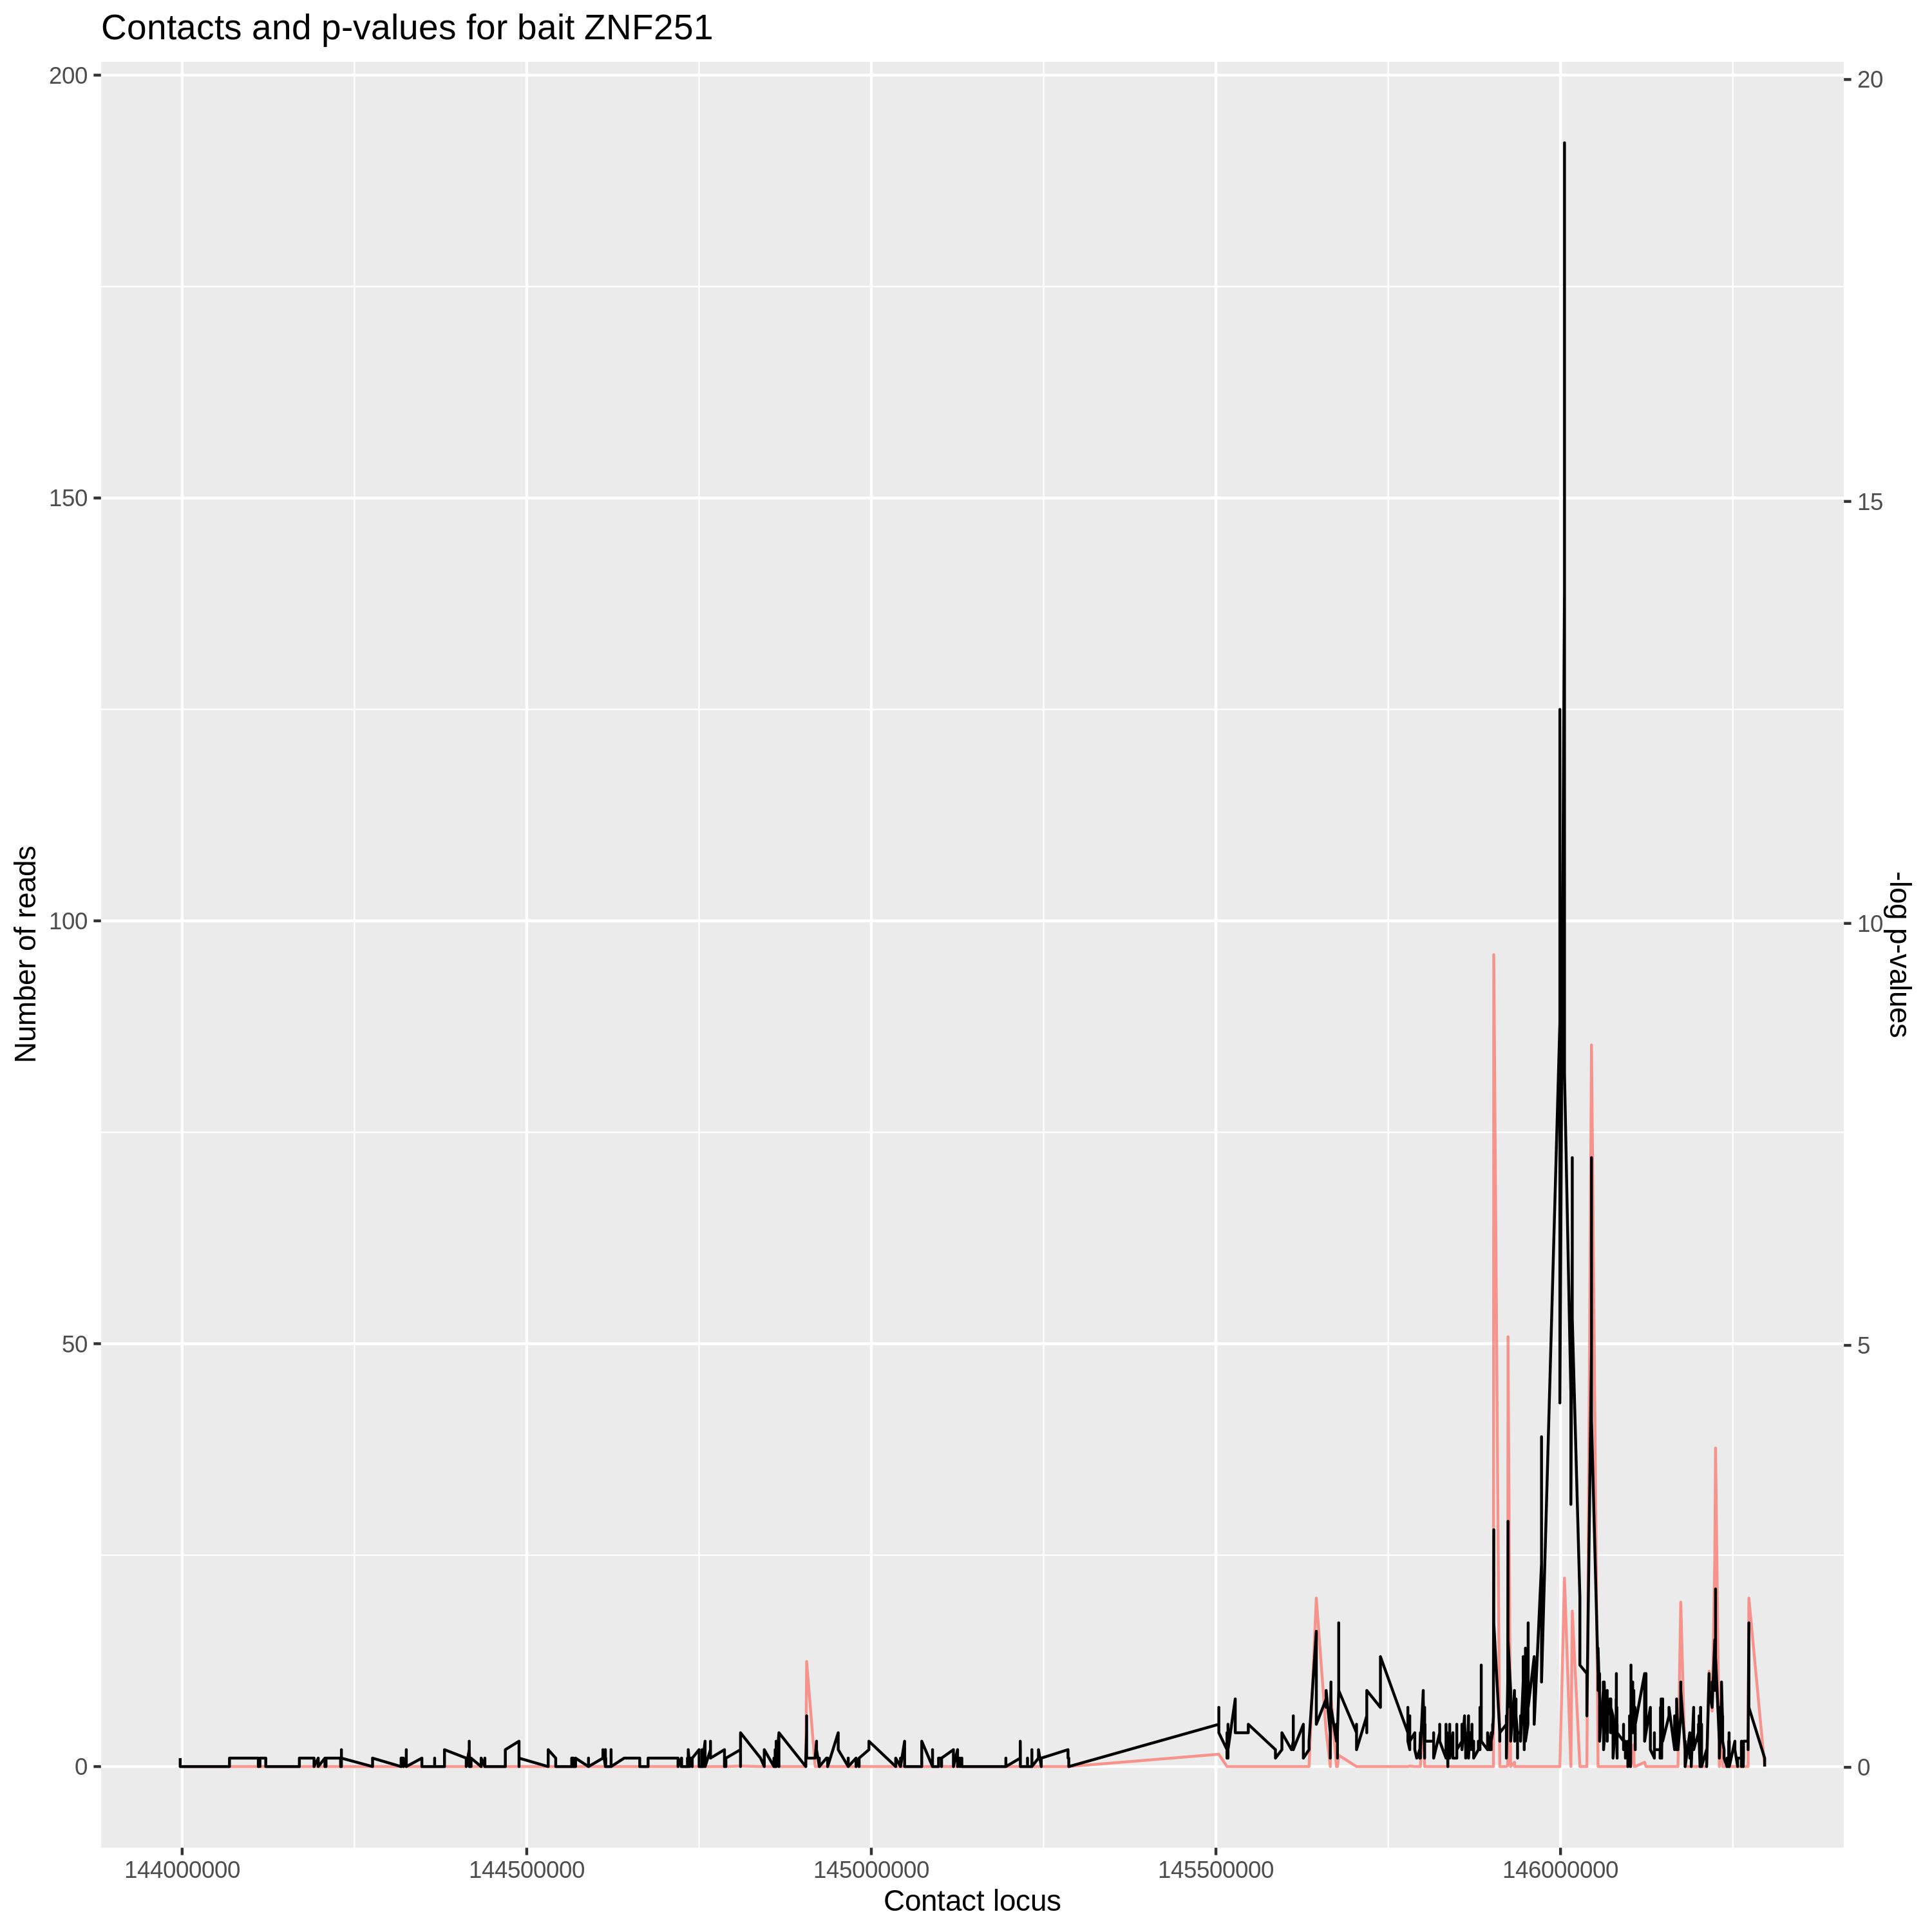 Contacts and p-values for bait ZNF251
200
150
100
50
0
Number of reads
20
15
10
5
0
-log p-values
144000000 144500000 145000000 145500000 146000000
Contact locus